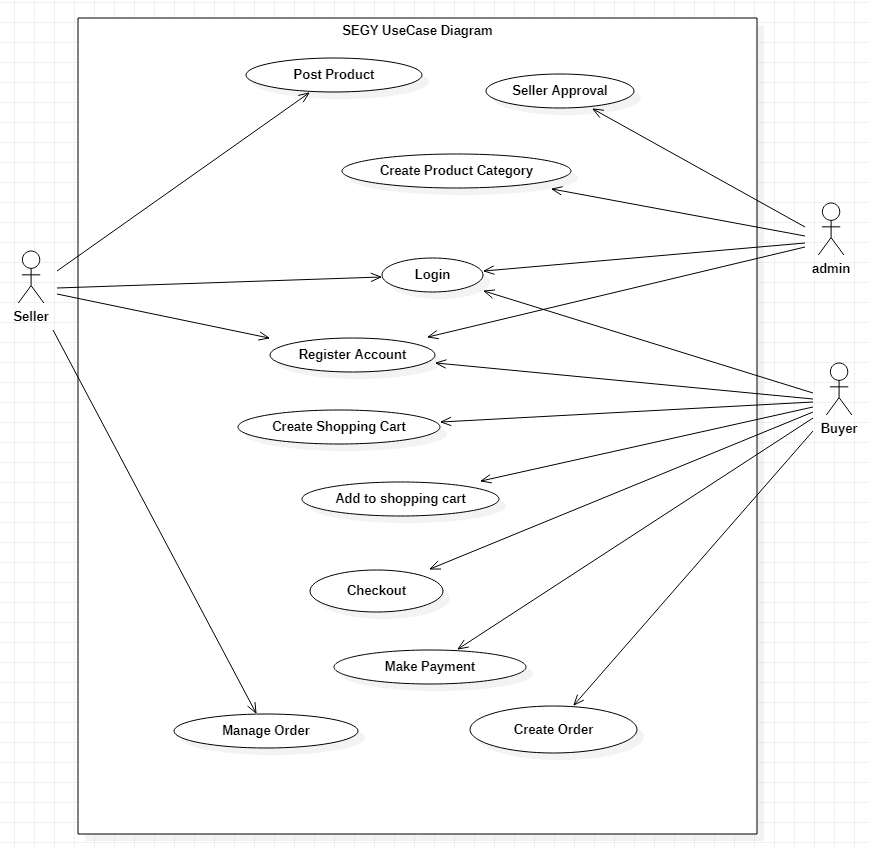 SEGY UseCase Diagram
Post Product
Seller Approval
Create Product Category
admin
Login
Seller
Register Account
Create Shopping Cart
Buyer
Add to shopping cart
Checkout
Make Payment
Manage Order
Create Order